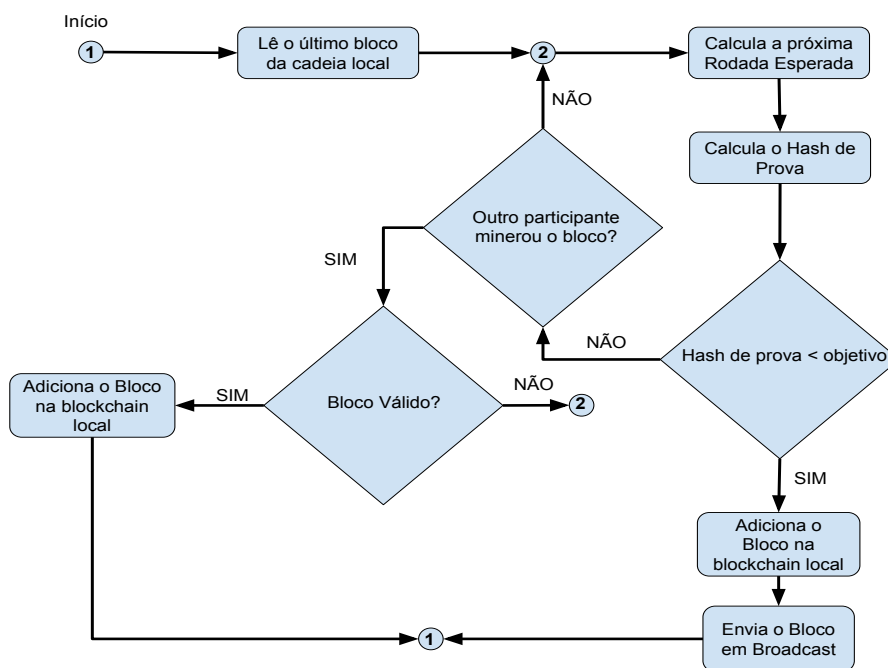 Início
1
Lê o último bloco
da cadeia local
2
Calcula a próxima
Rodada Esperada
NÃO
Calcula o Hash de
Prova
Outro participante
minerou o bloco?
SIM
NÃO
Hash de prova < objetivo
Adiciona o Bloco
na blockchain
local
SIM
Bloco Válido?
NÃO
2
SIM
Adiciona o
Bloco na
blockchain local
1
Envia o Bloco
em Broadcast